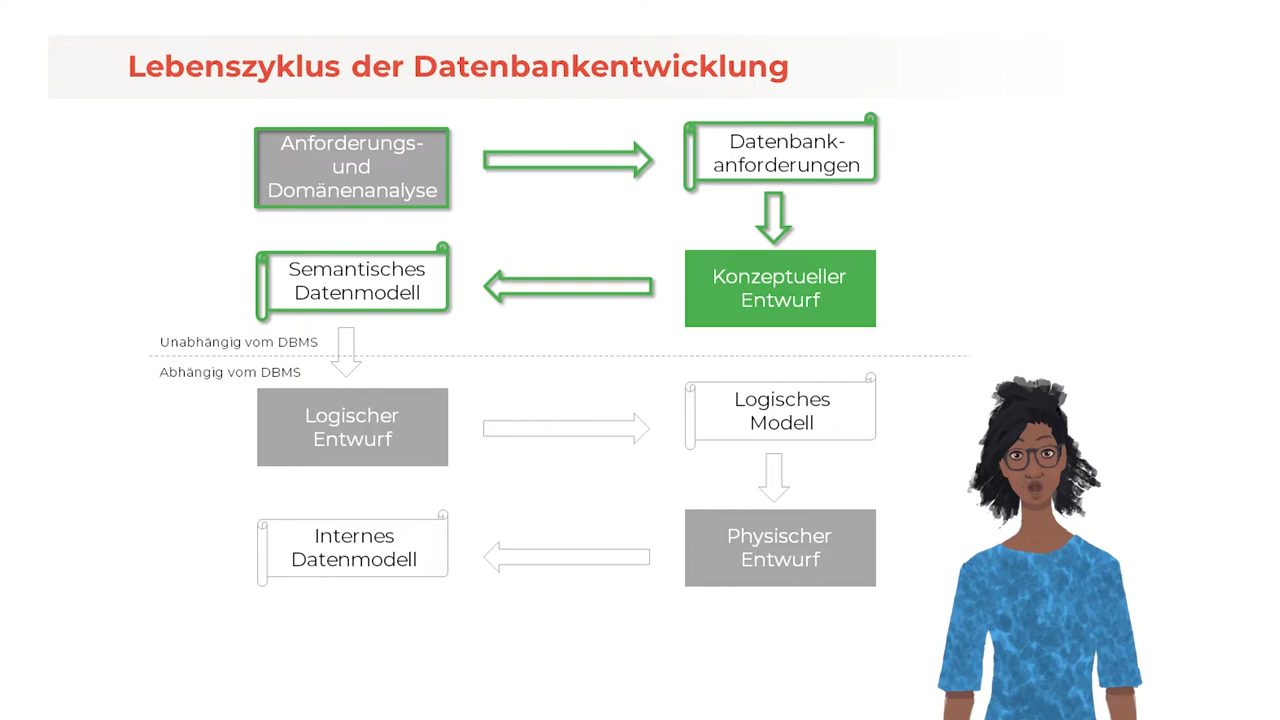 Lebenszyklus der Datenbankentwicklung
Anforderungs-
und
Domänenanalyse
Datenbank-
anforderungen
Semantisches
Datenmodell
Konzeptueller
Entwurf
Unabhängig vom DBMS
Abhängig vom DBMS
Logischer
Entwurf
Logisches
Modell
Internes
Datenmodell
Physischer
Entwurf